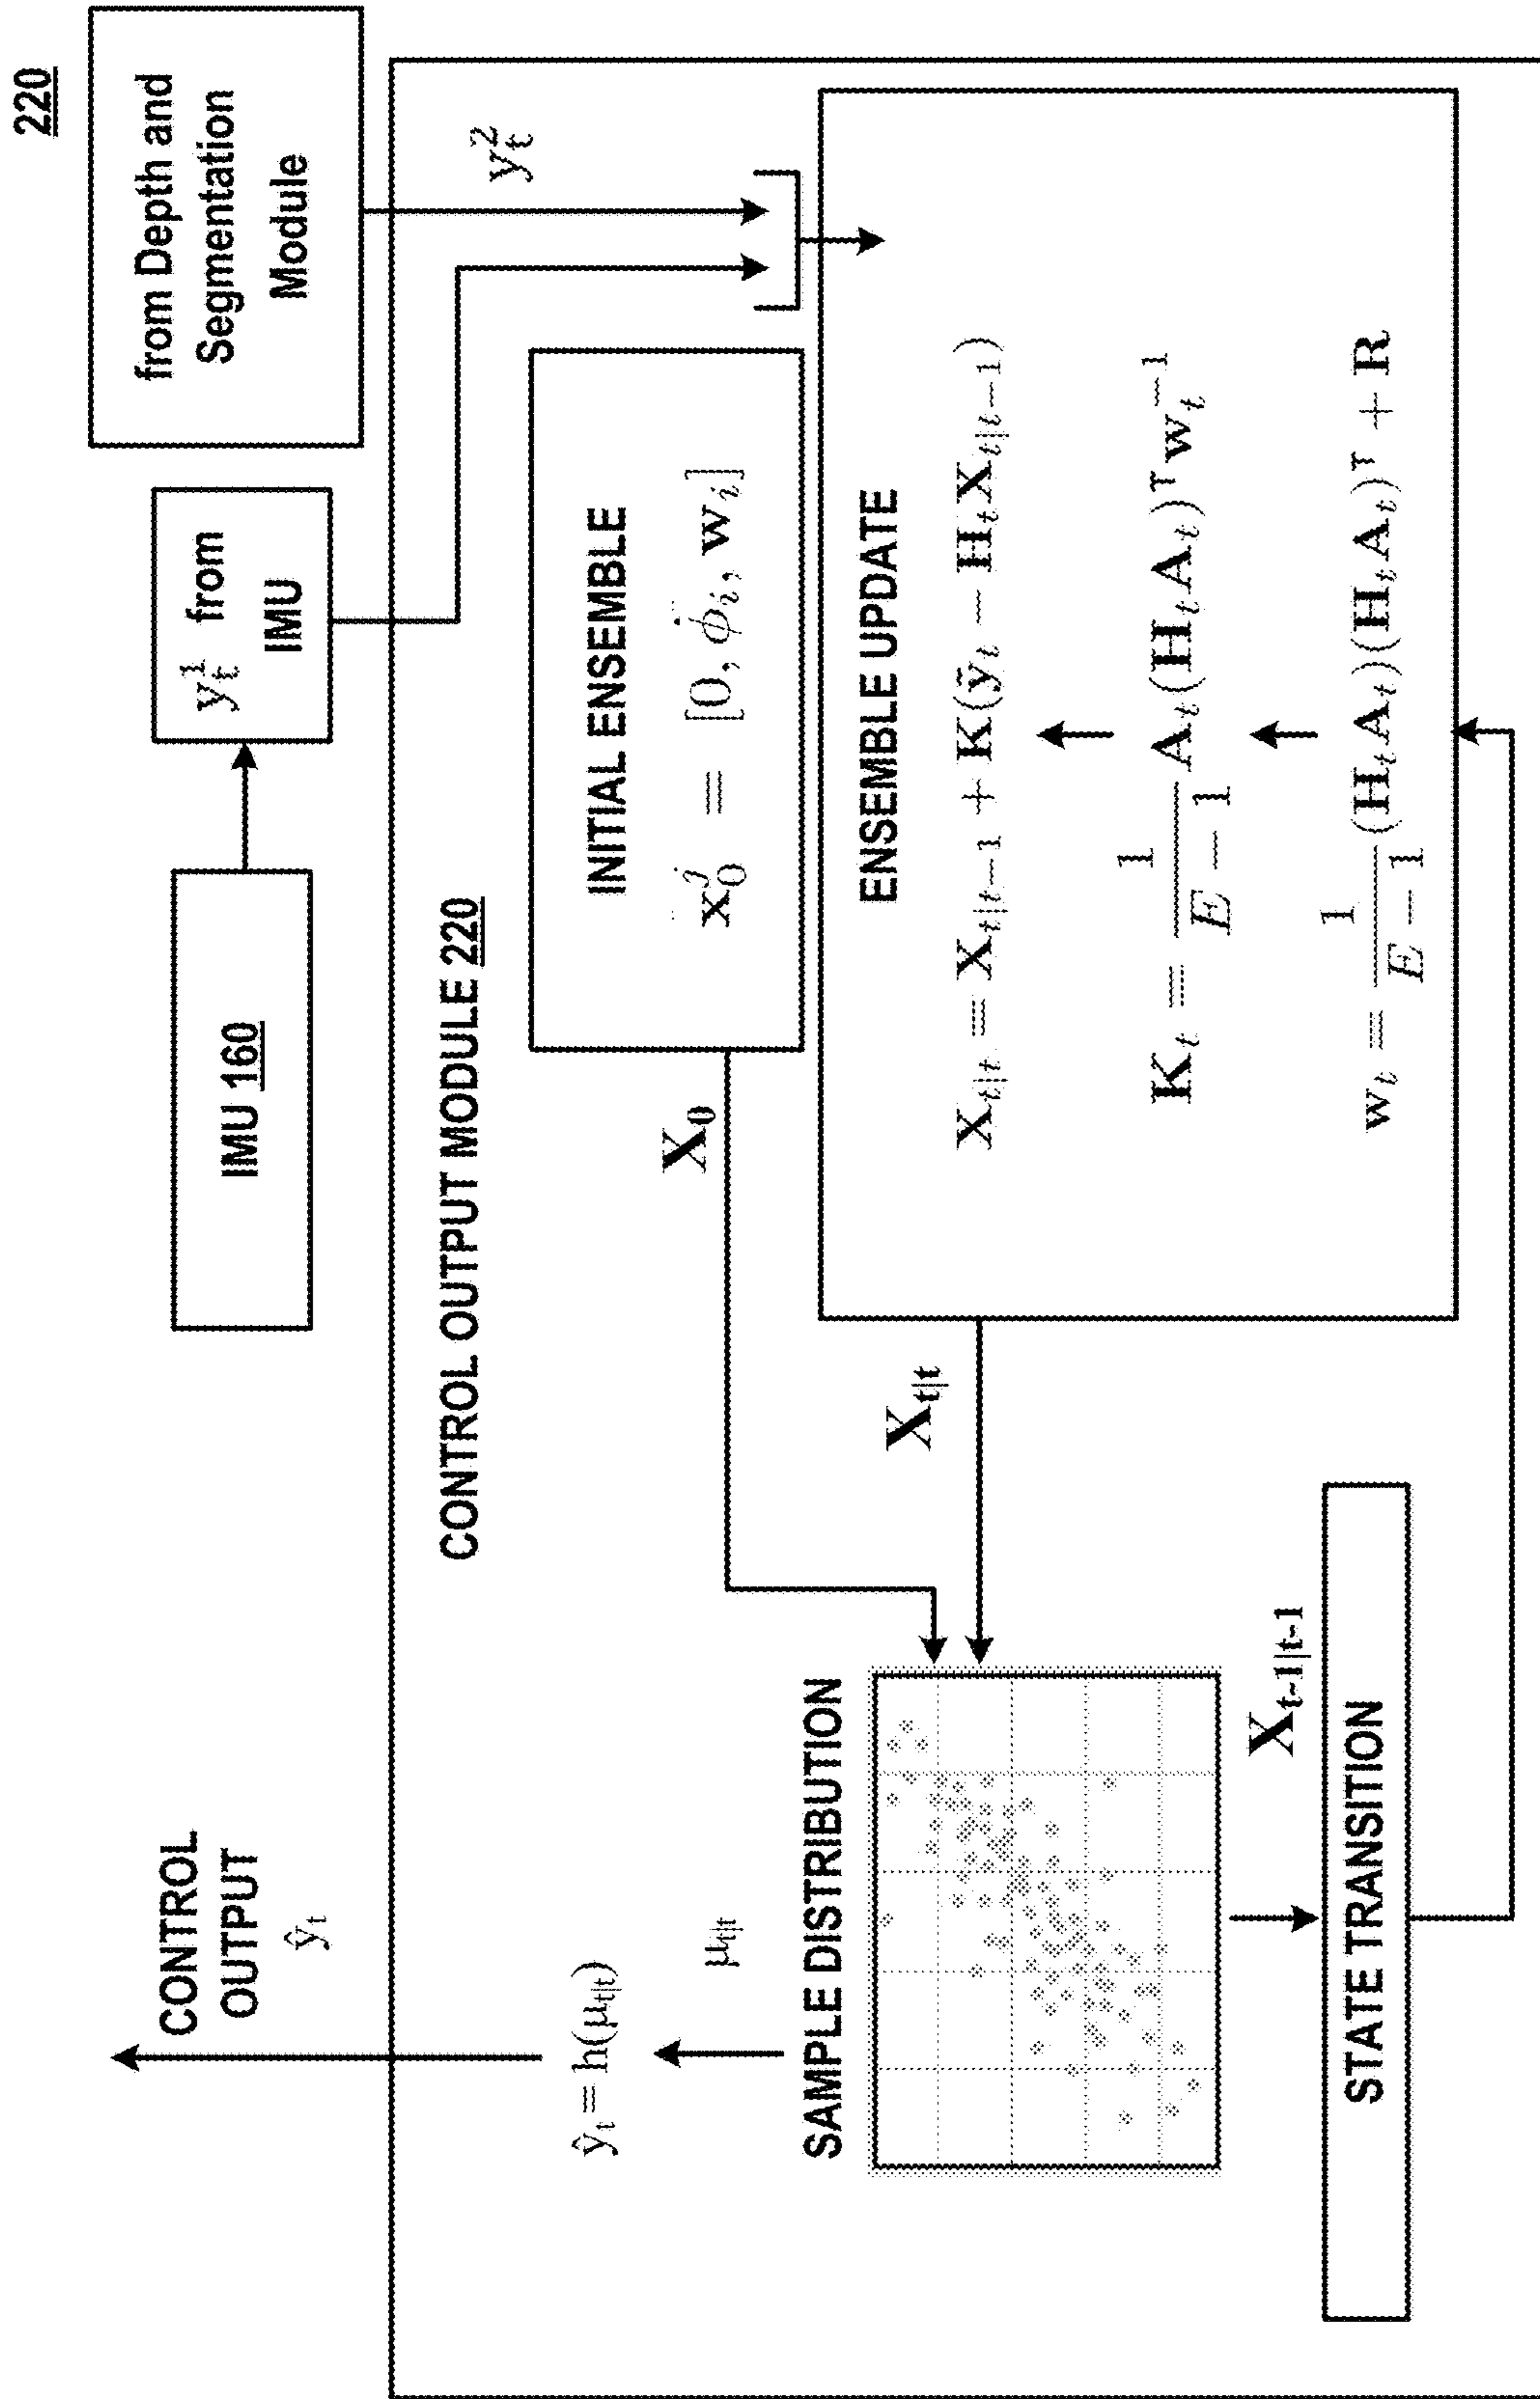 220
from Depth and
Segmentation
Module
IMU 160
y_t^1 from
IMU
y_t^2
CONTROL
OUTPUT
ŷ_t
CONTROL OUTPUT MODULE 220
ŷ_t = h(μ_{t|t})
μ_{t|t}
INITIAL ENSEMBLE
x_0^j = [0, φ_i, w_i]
X_0
SAMPLE DISTRIBUTION
X_{t|t}
ENSEMBLE UPDATE
X_{t|t} = X_{t|t-1} + K(ỹ_t − H_t X_{t|t-1})
K_t = \frac{1}{E − 1} A_t(H_t A_t)^T w_t^{-1}
w_t = \frac{1}{E − 1} (H_t A_t)(H_t A_t)^T + R
X_{t-1|t-1}
STATE TRANSITION